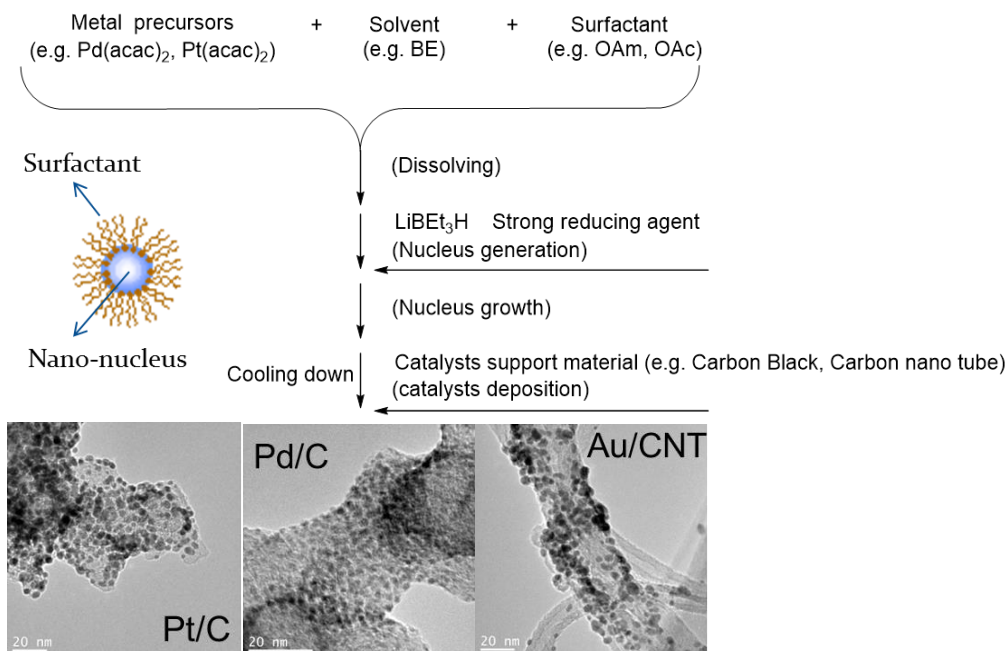 Metal precursors + Solvent + Surfactant
(e.g. Pd(acac)₂, Pt(acac)₂) (e.g. BE) (e.g. OAm, OAc)
(Dissolving)
Surfactant
LiBEt₃H Strong reducing agent
(Nucleus generation)
(Nucleus growth)
Nano-nucleus
Cooling down
Catalysts support material (e.g. Carbon Black, Carbon nano tube)
(catalysts deposition)
Pt/C
20 nm
Pd/C
20 nm
Au/CNT
20 nm